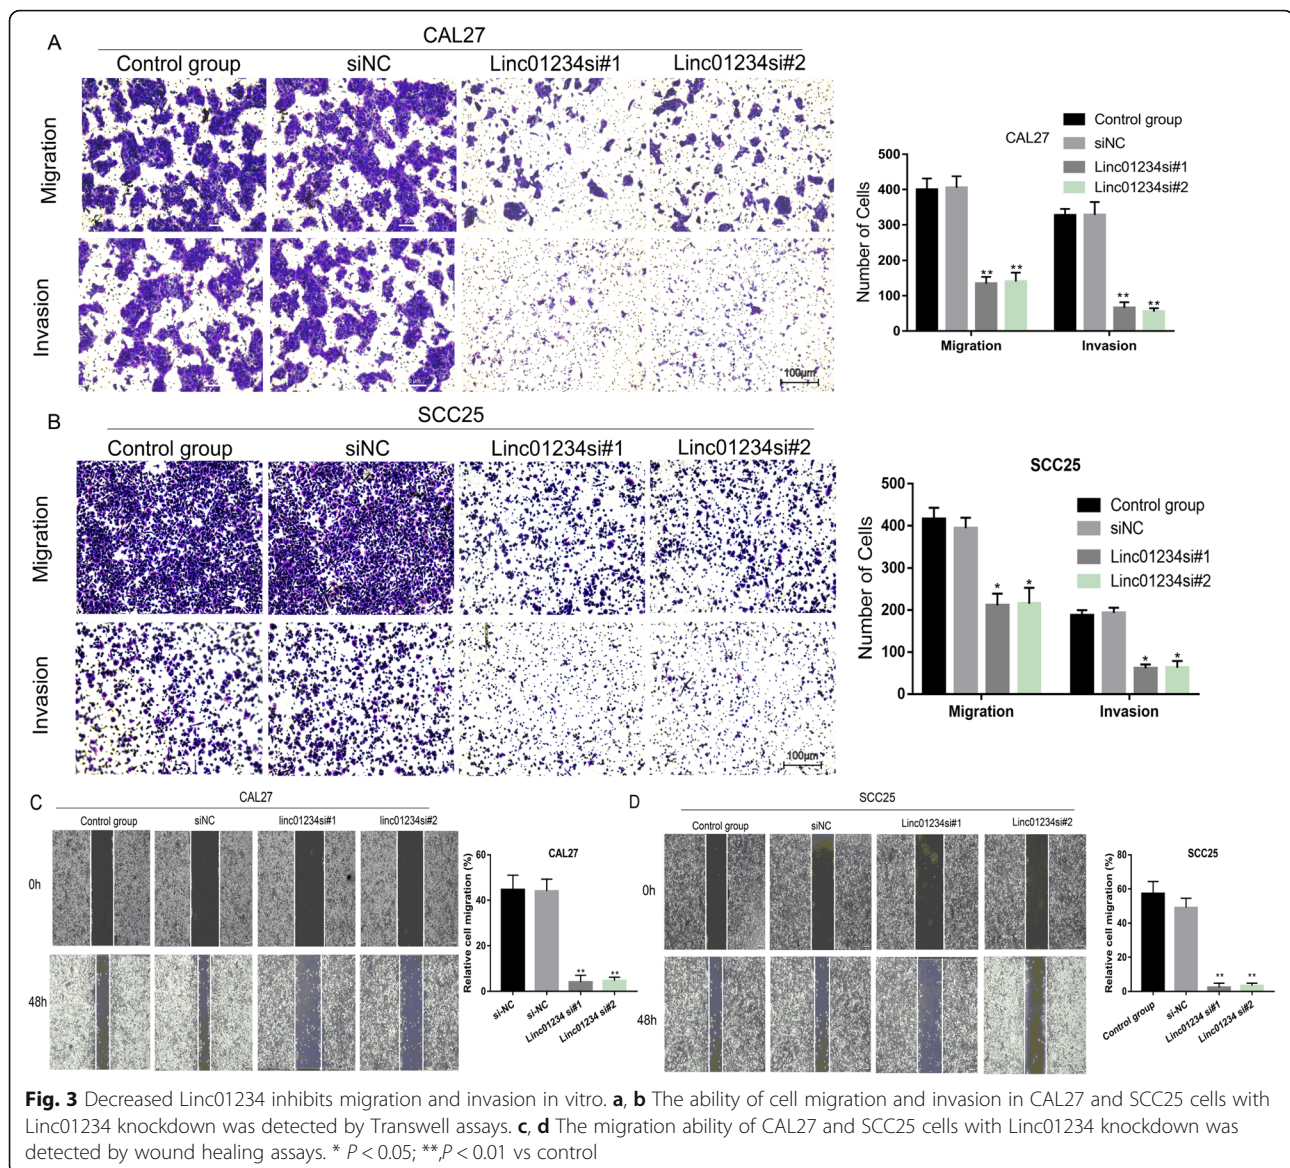 A
CAL27
Control group siNC Linc01234si#1 Linc01234si#2
Migration
Invasion
100μm
Control group
CAL27
siNC
Linc01234si#1
Linc01234si#2
Number of Cells
500
400
300
200
100
0
** ** ** **
Migration Invasion
B
SCC25
Control group siNC Linc01234si#1 Linc01234si#2
Migration
Invasion
100μm
SCC25
Control group
siNC
Linc01234si#1
Linc01234si#2
Number of Cells
500
400
300
200
100
0
* * * *
Migration Invasion
C
CAL27
Control group siNC linc01234si#1 linc01234si#2
0h
48h
CAL27
Relative cell migration (%)
60
40
20
0
** **
si-NC si-NC Linc01234 si#1 Linc01234 si#2
D
SCC25
Control group siNC Linc01234si#1 Linc01234si#2
0h
48h
SCC25
Relative cell migration (%)
80
60
40
20
0
** **
Control group si-NC Linc01234 si#1 Linc01234 si#2
Fig. 3 Decreased Linc01234 inhibits migration and invasion in vitro. a, b The ability of cell migration and invasion in CAL27 and SCC25 cells with
Linc01234 knockdown was detected by Transwell assays. c, d The migration ability of CAL27 and SCC25 cells with Linc01234 knockdown was
detected by wound healing assays. * P < 0.05; **,P < 0.01 vs control